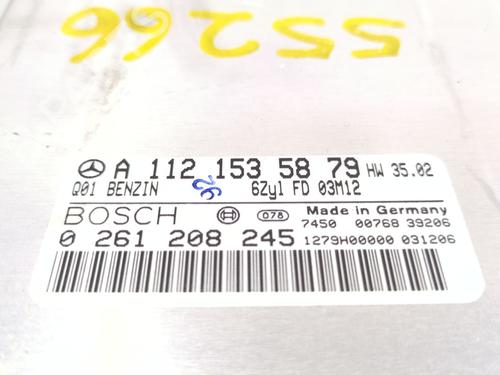 55266
A 112 153 58 79 HW 35.02
Q01 BENZIN 6Zyl FD 03M12
BOSCH 078 Made in Germany
7450 00768 39206
0 261 208 245 1279H00000 031206